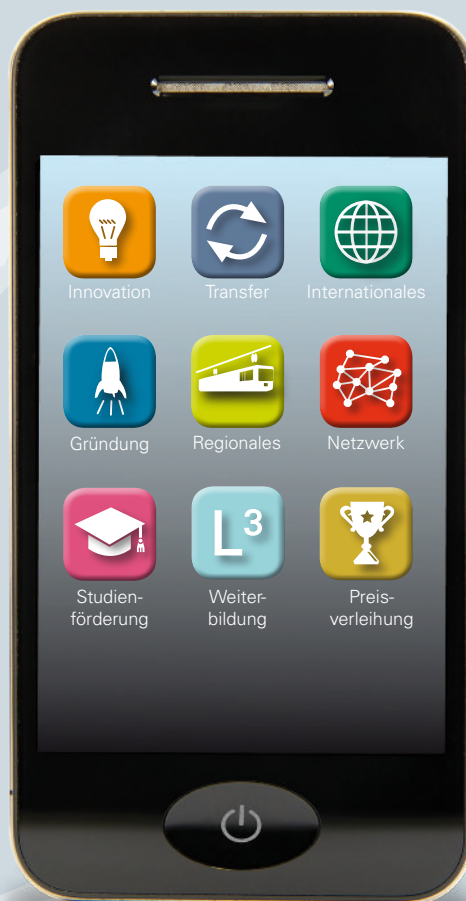 Innovation
Transfer
Internationales
Gründung
Regionales
Netzwerk
L³
Studien-
förderung
Weiter-
bildung
Preis-
verleihung